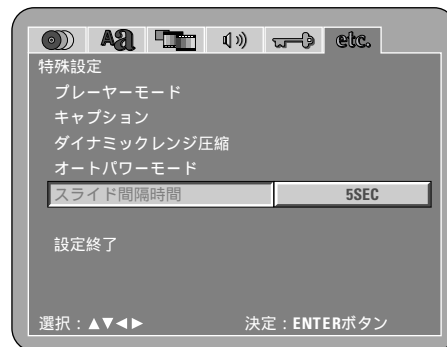 Aあ etc.
特殊設定
プレーヤーモード
キャプション
ダイナミックレンジ圧縮
オートパワーモード
スライド間隔時間 5SEC
設定終了
選択：▲▼◀▶ 決定：ENTERボタン